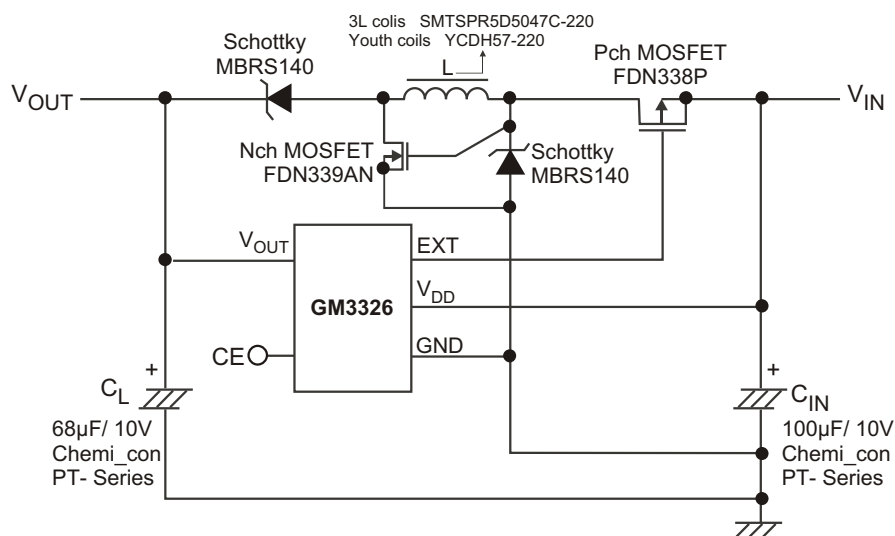 3L colis SMTSPR5D5047C-220
Youth coils YCDH57-220
Schottky
MBRS140
L
Pch MOSFET
FDN338P
VOUT
VIN
Nch MOSFET
FDN339AN
Schottky
MBRS140
VOUT
EXT
VDD
GM3326
GND
CE
+
CL
68µF/ 10V
Chemi_con
PT- Series
+
CIN
100µF/ 10V
Chemi_con
PT- Series